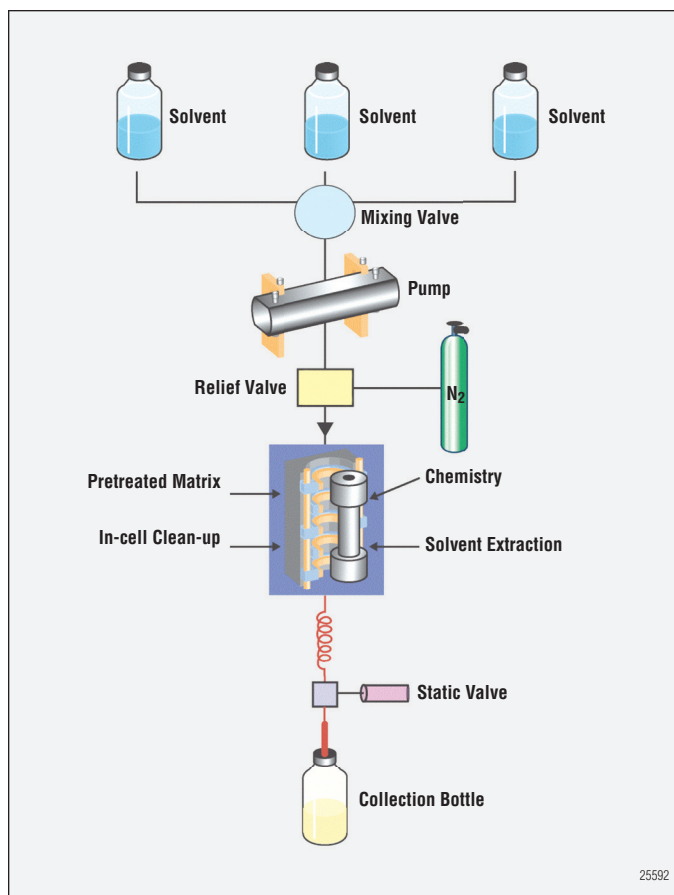 Solvent
Solvent
Solvent
Mixing Valve
Pump
Relief Valve
N2
Pretreated Matrix
Chemistry
In-cell Clean-up
Solvent Extraction
Static Valve
Collection Bottle
25592